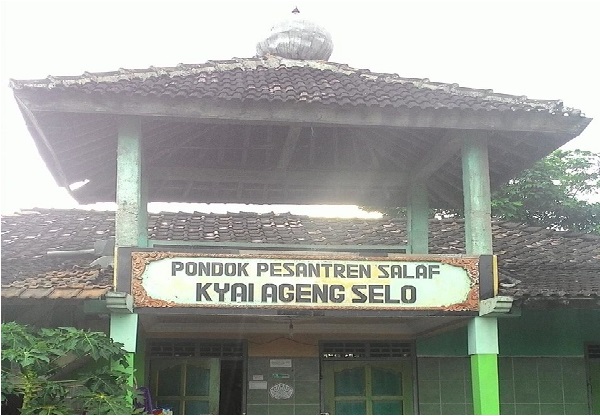 PONDOK PESANTREN SALAF
KYAI AGENG SELO